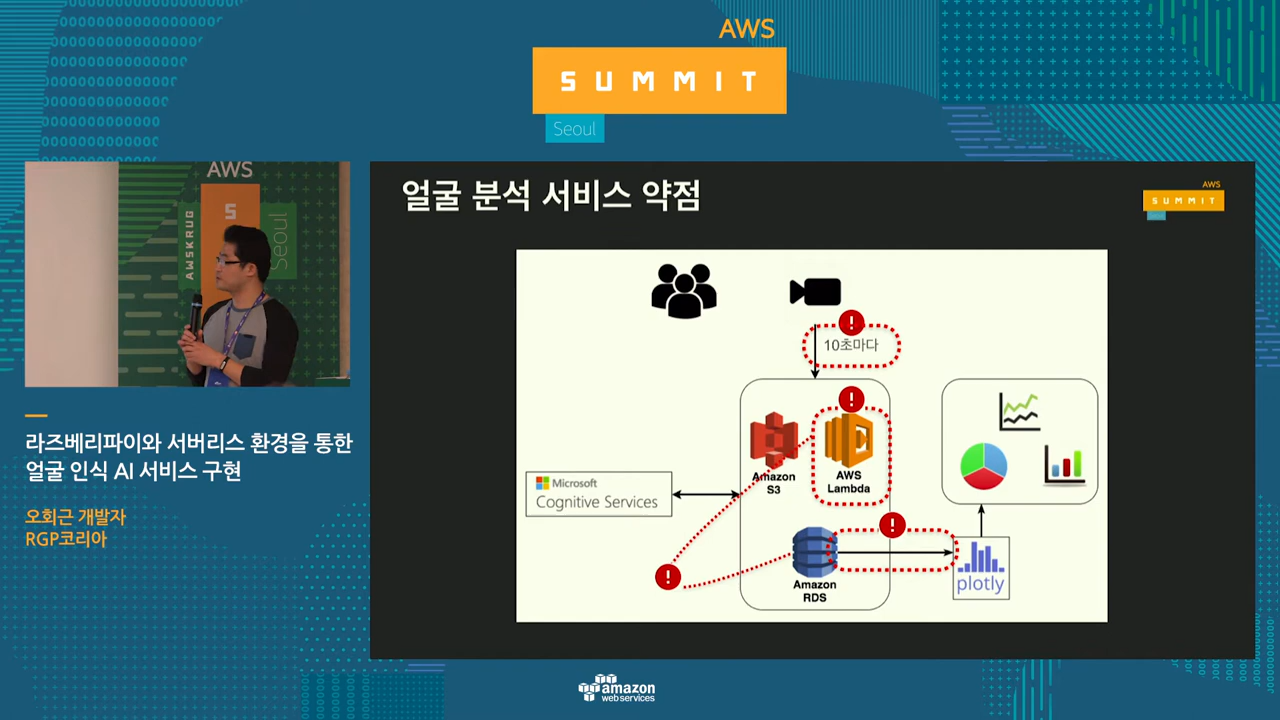 AWS
SUMMIT
Seoul
AWS
S
Seoul
AWSKRUG
라즈베리파이와 서버리스 환경을 통한
얼굴 인식 AI 서비스 구현
오회근 개발자
RGP코리아
얼굴 분석 서비스 약점
AWS
SUMMIT
Seoul
!
10초마다
!
Amazon
S3
AWS
Lambda
Microsoft
Cognitive Services
!
!
Amazon
RDS
plotly
amazon
web services